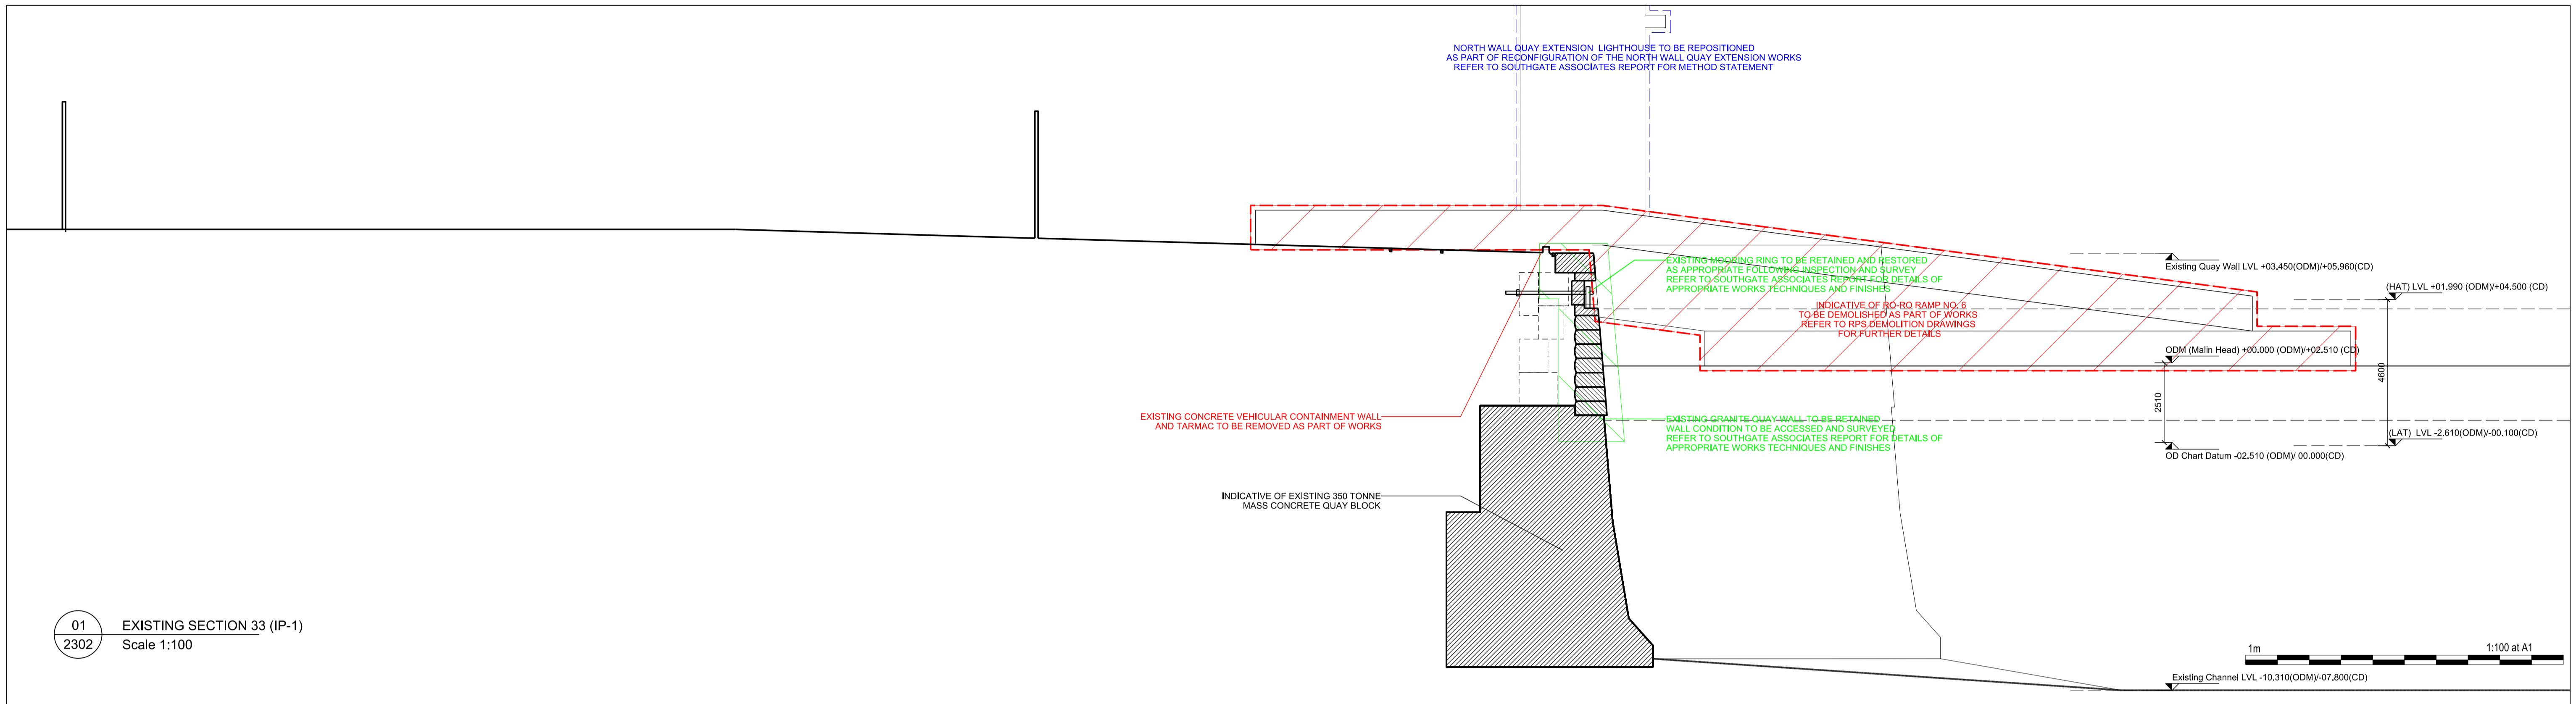 NORTH WALL QUAY EXTENSION LIGHTHOUSE TO BE REPOSITIONED
AS PART OF RECONFIGURATION OF THE NORTH WALL QUAY EXTENSION WORKS
REFER TO SOUTHGATE ASSOCIATES REPORT FOR METHOD STATEMENT
EXISTING MOORING RING TO BE RETAINED AND RESTORED
AS APPROPRIATE FOLLOWING INSPECTION AND SURVEY
REFER TO SOUTHGATE ASSOCIATES REPORT FOR DETAILS OF
APPROPRIATE WORKS TECHNIQUES AND FINISHES
INDICATIVE OF RO-RO RAMP NO. 6
TO BE DEMOLISHED AS PART OF WORKS
REFER TO RPS DEMOLITION DRAWINGS
FOR FURTHER DETAILS
Existing Quay Wall LVL +03.450(ODM)/+05.960(CD)
(HAT) LVL +01.990 (ODM)/+04.500 (CD)
ODM (Malin Head) +00.000 (ODM)/+02.510 (CD)
4600
2510
(LAT) LVL -2.610(ODM)/-00.100(CD)
OD Chart Datum -02.510 (ODM)/ 00.000(CD)
EXISTING CONCRETE VEHICULAR CONTAINMENT WALL
AND TARMAC TO BE REMOVED AS PART OF WORKS
EXISTING GRANITE QUAY WALL TO BE RETAINED
WALL CONDITION TO BE ACCESSED AND SURVEYED
REFER TO SOUTHGATE ASSOCIATES REPORT FOR DETAILS OF
APPROPRIATE WORKS TECHNIQUES AND FINISHES
INDICATIVE OF EXISTING 350 TONNE
MASS CONCRETE QUAY BLOCK
01
2302
EXISTING SECTION 33 (IP-1)
Scale 1:100
1m
1:100 at A1
Existing Channel LVL -10.310(ODM)/-07.800(CD)